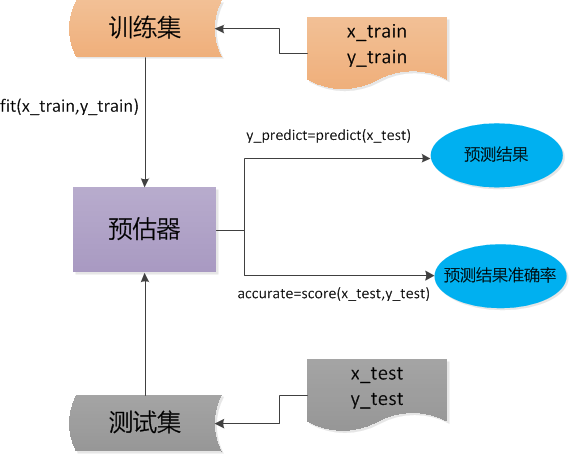 训练集
x_train
y_train
fit(x_train,y_train)
y_predict=predict(x_test)
预测结果
预估器
预测结果准确率
accurate=score(x_test,y_test)
x_test
y_test
测试集